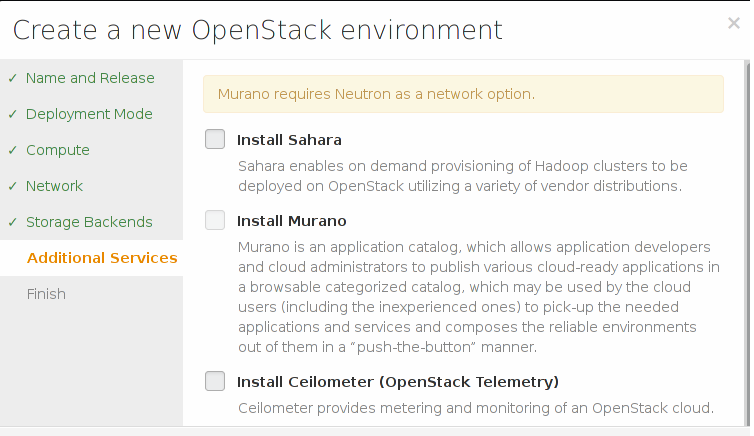 Create a new OpenStack environment
×
✓ Name and Release
✓ Deployment Mode
✓ Compute
✓ Network
✓ Storage Backends
Additional Services
Finish
Murano requires Neutron as a network option.
Install Sahara
Sahara enables on demand provisioning of Hadoop clusters to be
deployed on OpenStack utilizing a variety of vendor distributions.
Install Murano
Murano is an application catalog, which allows application developers
and cloud administrators to publish various cloud-ready applications in
a browsable categorized catalog, which may be used by the cloud
users (including the inexperienced ones) to pick-up the needed
applications and services and composes the reliable environments
out of them in a “push-the-button” manner.
Install Ceilometer (OpenStack Telemetry)
Ceilometer provides metering and monitoring of an OpenStack cloud.